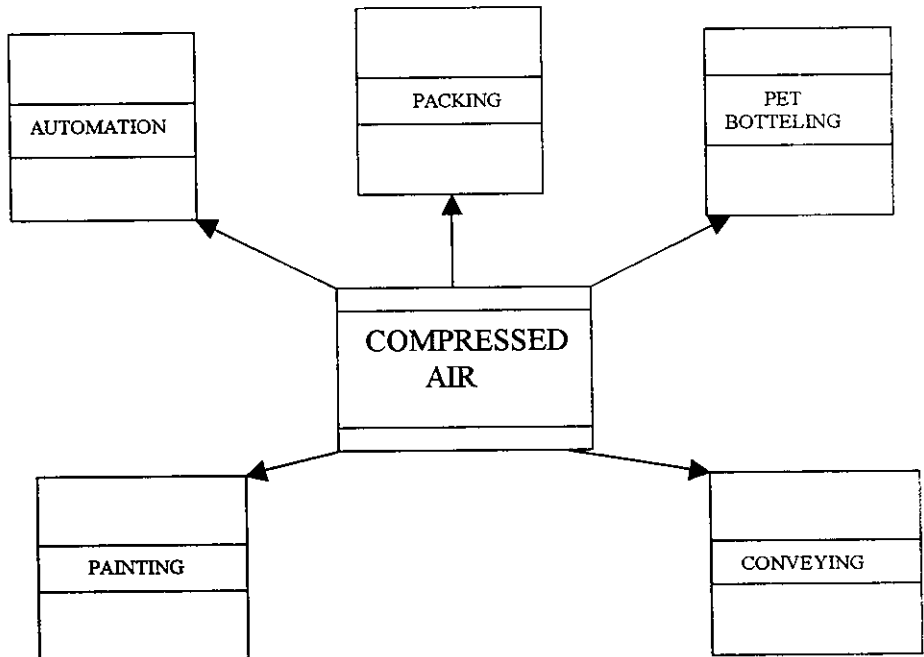 PACKING
PET
BOTTELING
AUTOMATION
COMPRESSED
AIR
PAINTING
CONVEYING